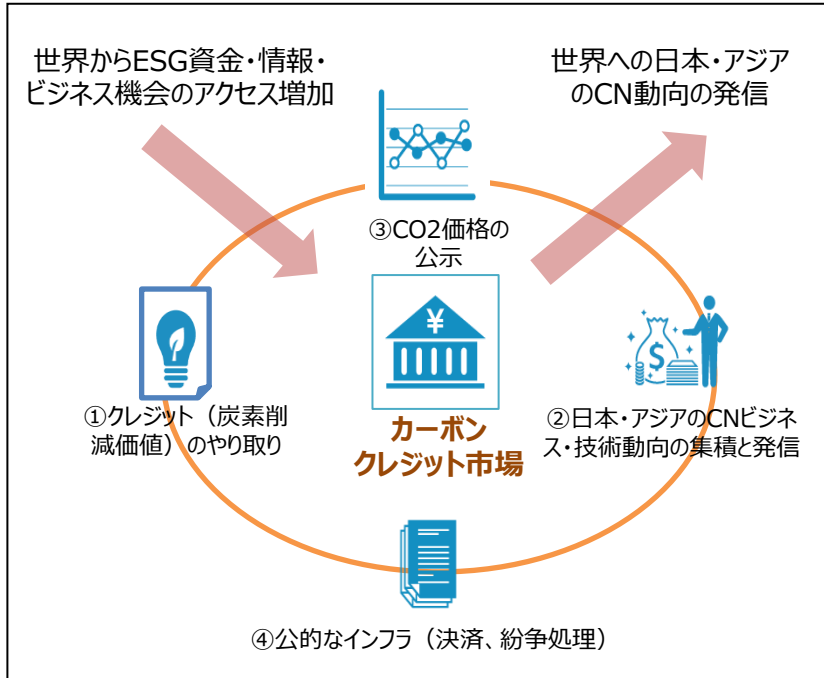 世界からESG資金・情報・
ビジネス機会のアクセス増加
世界への日本・アジア
のCN動向の発信
③CO2価格の
公示
¥
①クレジット（炭素削
減価値）のやり取り
カーボン
クレジット市場
$
②日本・アジアのCNビジネ
ス・技術動向の集積と発信
④公的なインフラ（決済、紛争処理）